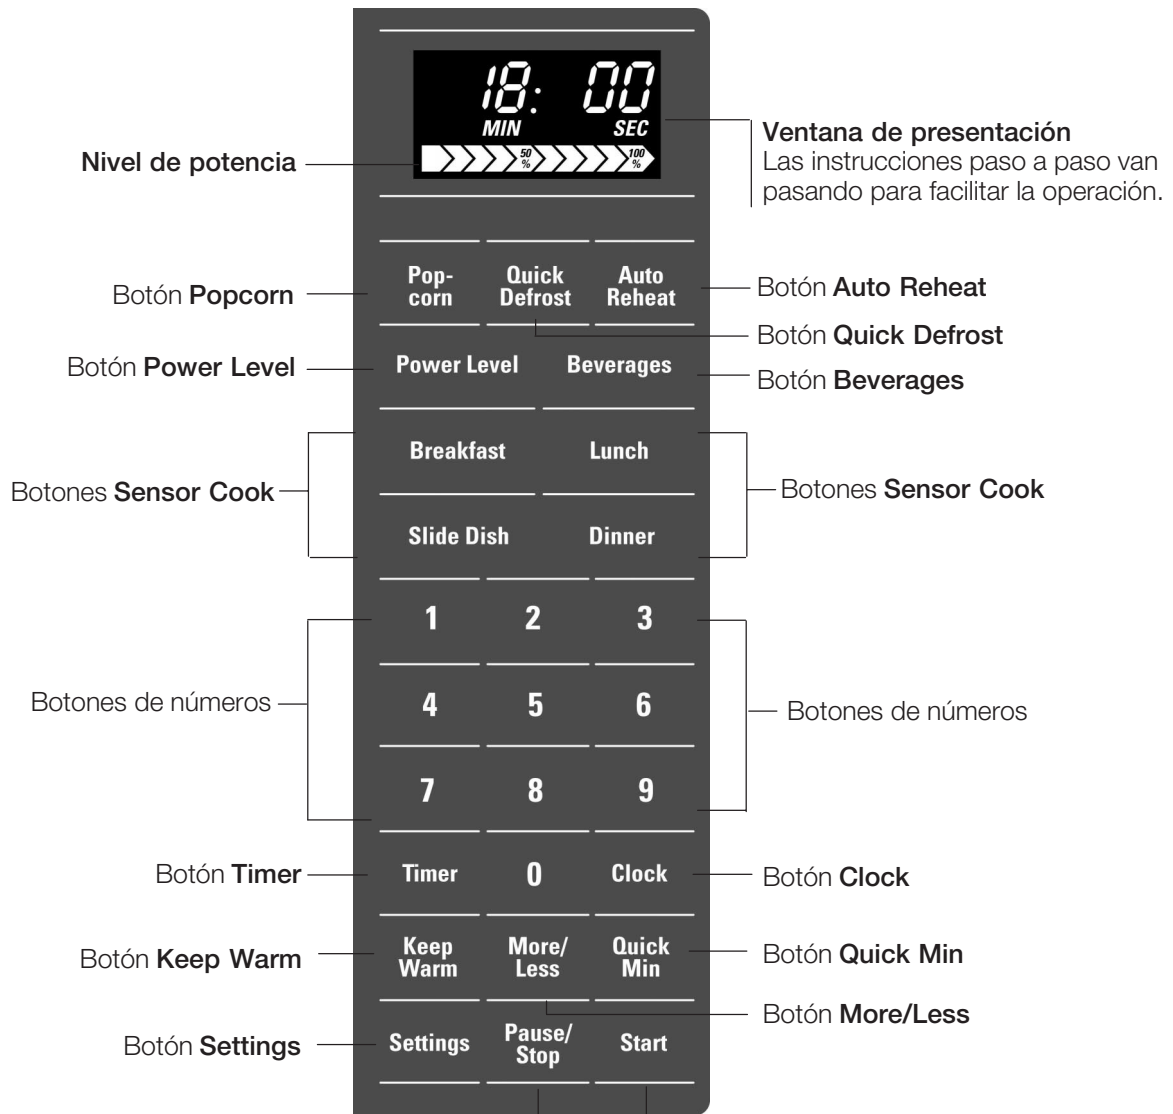 18: 00
MIN SEC
50 % 100 %
Nivel de potencia
Ventana de presentación
Las instrucciones paso a paso van
pasando para facilitar la operación.
Botón Popcorn
Pop-
corn
Quick
Defrost
Auto
Reheat
Botón Auto Reheat
Botón Quick Defrost
Botón Power Level
Power Level
Beverages
Botón Beverages
Breakfast
Lunch
Botones Sensor Cook
Botones Sensor Cook
Slide Dish
Dinner
1 2 3
Botones de números
4 5 6
Botones de números
7 8 9
Botón Timer
Timer
0
Clock
Botón Clock
Botón Keep Warm
Keep
Warm
More/
Less
Quick
Min
Botón Quick Min
Botón More/Less
Botón Settings
Settings
Pause/
Stop
Start